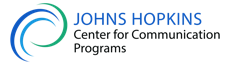 JOHNS HOPKINS
Center for Communication
Programs